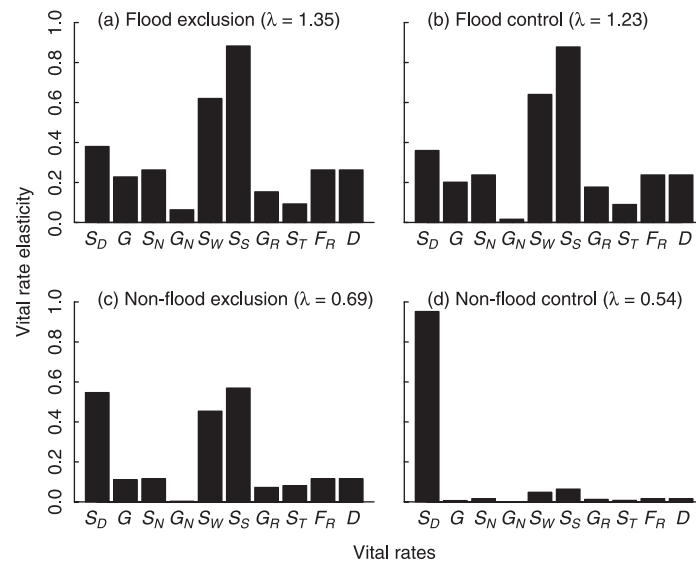 (a) Flood exclusion (λ = 1.35)
(b) Flood control (λ = 1.23)
Vital rate elasticity
0.0 0.2 0.4 0.6 0.8 1.0
S_D G S_N G_N S_W S_S G_R S_T F_R D
S_D G S_N G_N S_W S_S G_R S_T F_R D
(c) Non-flood exclusion (λ = 0.69)
(d) Non-flood control (λ = 0.54)
0.0 0.2 0.4 0.6 0.8 1.0
S_D G S_N G_N S_W S_S G_R S_T F_R D
S_D G S_N G_N S_W S_S G_R S_T F_R D
Vital rates